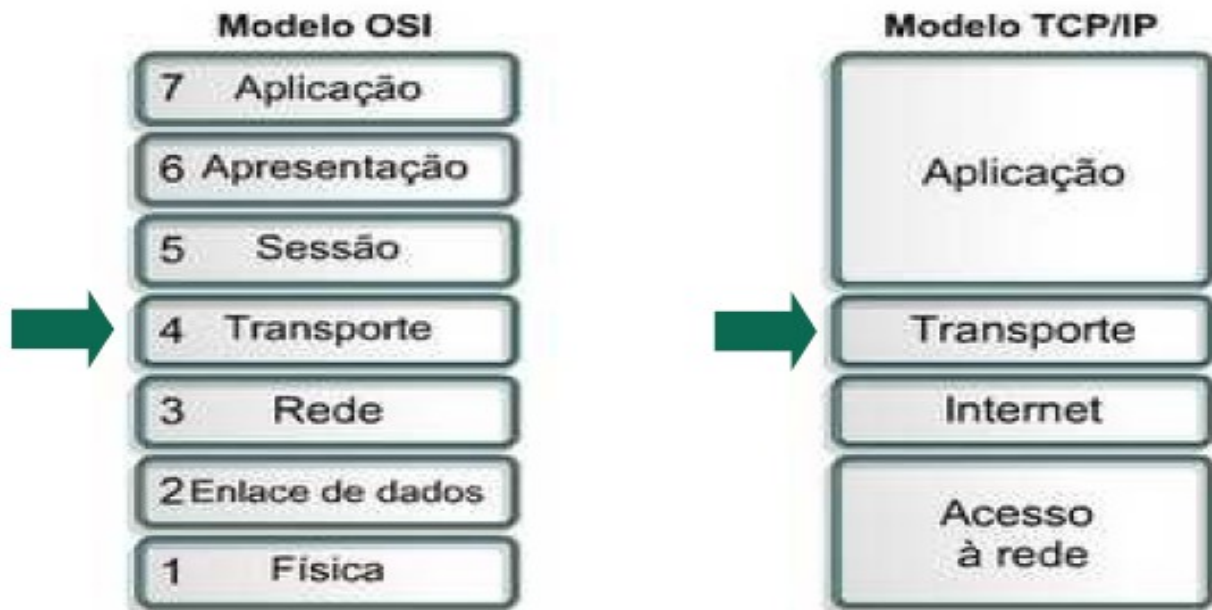 Modelo OSI
7 Aplicação
6 Apresentação
5 Sessão
4 Transporte
3 Rede
2 Enlace de dados
1 Física
Modelo TCP/IP
Aplicação
Transporte
Internet
Acesso
à rede